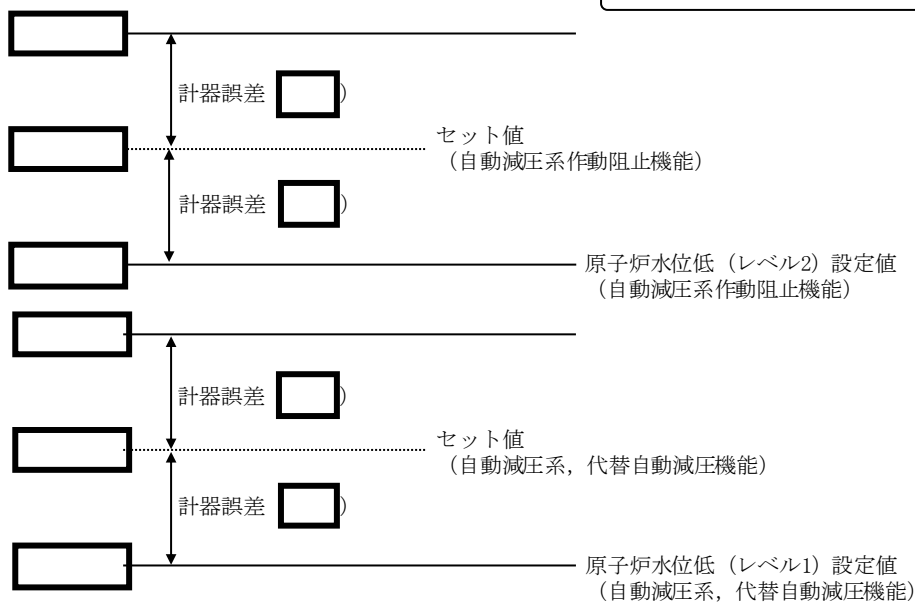 計器誤差 )
セット値
(自動減圧系作動阻止機能)
計器誤差 )
原子炉水位低（レベル2）設定値
(自動減圧系作動阻止機能)
計器誤差 )
セット値
(自動減圧系，代替自動減圧機能)
計器誤差 )
原子炉水位低（レベル1）設定値
(自動減圧系，代替自動減圧機能)